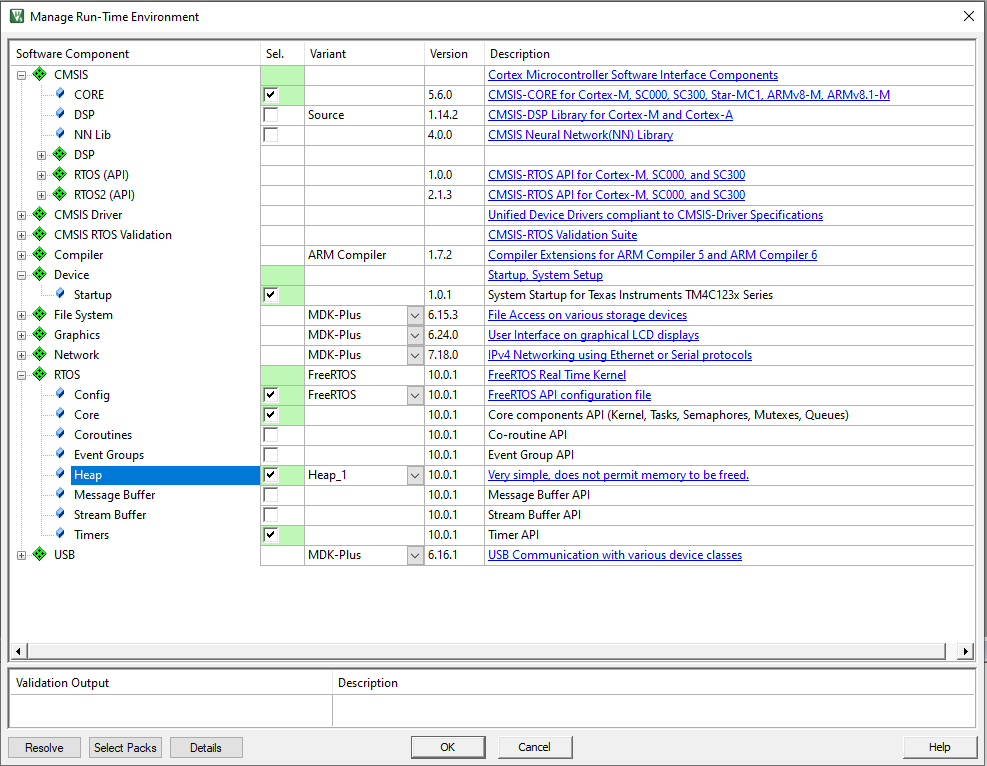 Manage Run-Time Environment
Software Component Sel. Variant Version Description
CMSIS Cortex Microcontroller Software Interface Components
CORE 5.6.0 CMSIS-CORE for Cortex-M, SC000, SC300, Star-MC1, ARMv8-M, ARMv8.1-M
DSP Source 1.14.2 CMSIS-DSP Library for Cortex-M and Cortex-A
NN Lib 4.0.0 CMSIS Neural Network(NN) Library
DSP
RTOS (API) 1.0.0 CMSIS-RTOS API for Cortex-M, SC000, and SC300
RTOS2 (API) 2.1.3 CMSIS-RTOS API for Cortex-M, SC000, and SC300
CMSIS Driver Unified Device Drivers compliant to CMSIS-Driver Specifications
CMSIS RTOS Validation CMSIS-RTOS Validation Suite
Compiler ARM Compiler 1.7.2 Compiler Extensions for ARM Compiler 5 and ARM Compiler 6
Device Startup, System Setup
Startup 1.0.1 System Startup for Texas Instruments TM4C123x Series
File System MDK-Plus 6.15.3 File Access on various storage devices
Graphics MDK-Plus 6.24.0 User Interface on graphical LCD displays
Network MDK-Plus 7.18.0 IPv4 Networking using Ethernet or Serial protocols
RTOS FreeRTOS 10.0.1 FreeRTOS Real Time Kernel
Config FreeRTOS 10.0.1 FreeRTOS API configuration file
Core 10.0.1 Core components API (Kernel, Tasks, Semaphores, Mutexes, Queues)
Coroutines 10.0.1 Co-routine API
Event Groups 10.0.1 Event Group API
Heap Heap_1 10.0.1 Very simple, does not permit memory to be freed.
Message Buffer 10.0.1 Message Buffer API
Stream Buffer 10.0.1 Stream Buffer API
Timers 10.0.1 Timer API
USB MDK-Plus 6.16.1 USB Communication with various device classes
Validation Output Description
Resolve Select Packs Details OK Cancel Help